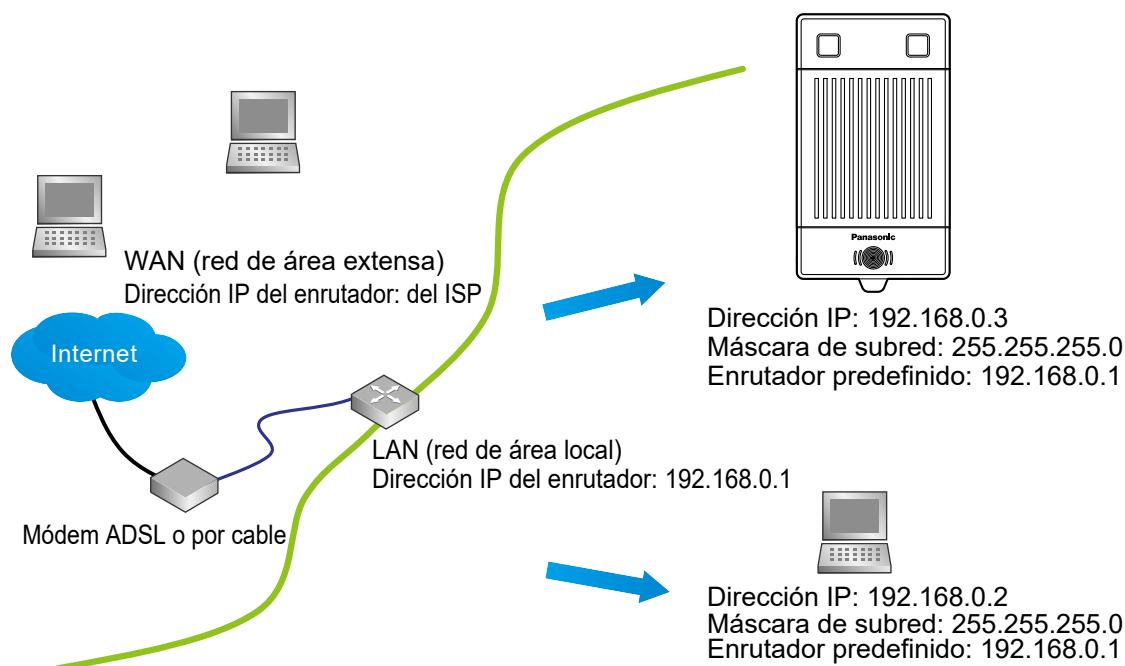 WAN (red de área extensa)
Dirección IP del enrutador: del ISP
Internet
Módem ADSL o por cable
LAN (red de área local)
Dirección IP del enrutador: 192.168.0.1
Panasonic
Dirección IP: 192.168.0.3
Máscara de subred: 255.255.255.0
Enrutador predefinido: 192.168.0.1
Dirección IP: 192.168.0.2
Máscara de subred: 255.255.255.0
Enrutador predefinido: 192.168.0.1